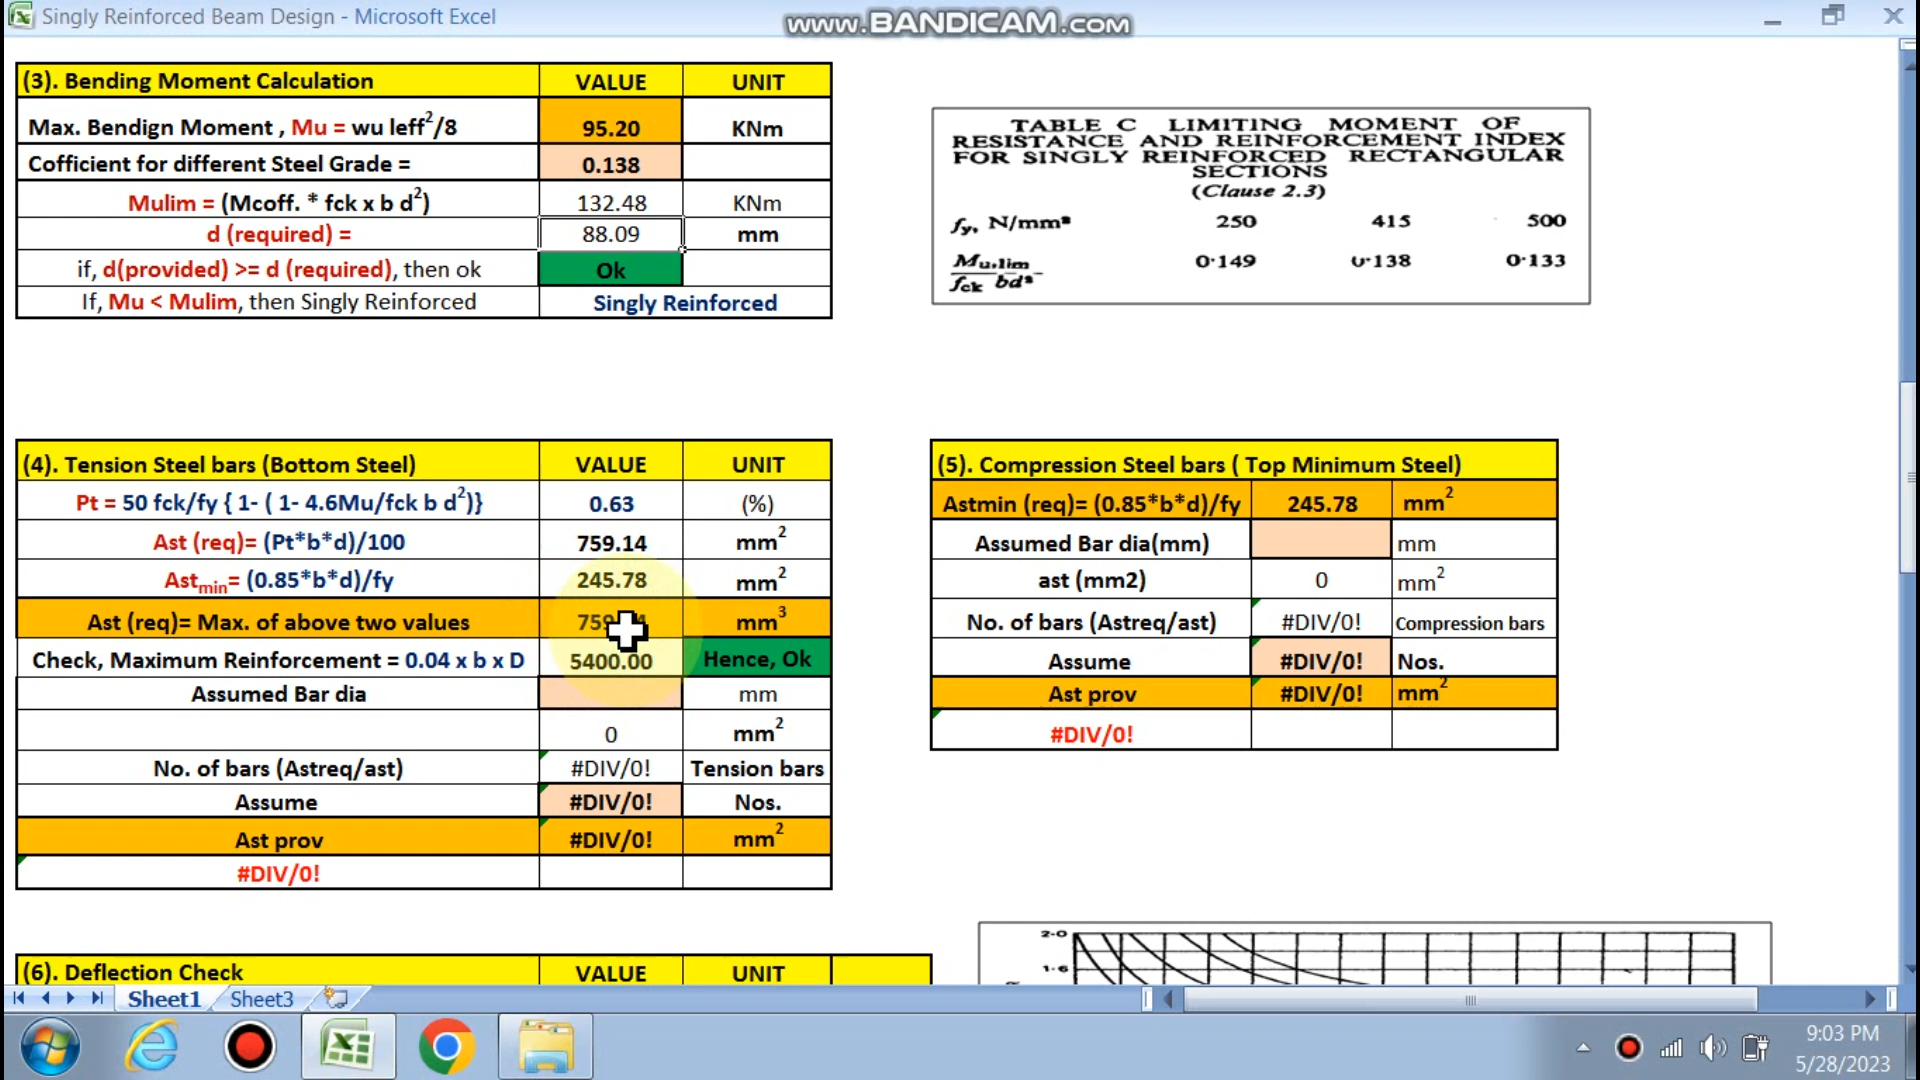 Singly Reinforced Beam Design - Microsoft Excel
www.BANDICAM.com
(3). Bending Moment Calculation VALUE UNIT
Max. Bendign Moment , Mu = wu leff²/8 95.20 KNm
Cofficient for different Steel Grade = 0.138
Mulim = (Mcoff. * fck x b d²) 132.48 KNm
d (required) = 88.09 mm
if, d(provided) >= d (required), then ok Ok
If, Mu < Mulim, then Singly Reinforced Singly Reinforced
TABLE C LIMITING MOMENT OF
RESISTANCE AND REINFORCEMENT INDEX
FOR SINGLY REINFORCED RECTANGULAR
SECTIONS
(Clause 2.3)
fy, N/mm² 250 415 500
Mu,lim 0·149 0·138 0·133
fck bd²
(4). Tension Steel bars (Bottom Steel) VALUE UNIT
Pt = 50 fck/fy { 1- ( 1- 4.6Mu/fck b d²)} 0.63 (%)
Ast (req)= (Pt*b*d)/100 759.14 mm²
Astmin= (0.85*b*d)/fy 245.78 mm²
Ast (req)= Max. of above two values mm³
Check, Maximum Reinforcement = 0.04 x b x D 5400.00 Hence, Ok
Assumed Bar dia mm
0 mm²
No. of bars (Astreq/ast) #DIV/0! Tension bars
Assume #DIV/0! Nos.
Ast prov #DIV/0! mm²
#DIV/0!
(5). Compression Steel bars ( Top Minimum Steel)
Astmin (req)= (0.85*b*d)/fy 245.78 mm²
Assumed Bar dia(mm) mm
ast (mm2) 0 mm²
No. of bars (Astreq/ast) #DIV/0! Compression bars
Assume #DIV/0! Nos.
Ast prov #DIV/0! mm²
#DIV/0!
(6). Deflection Check VALUE UNIT
2·0
1·6
Sheet1 Sheet3
9:03 PM
5/28/2023